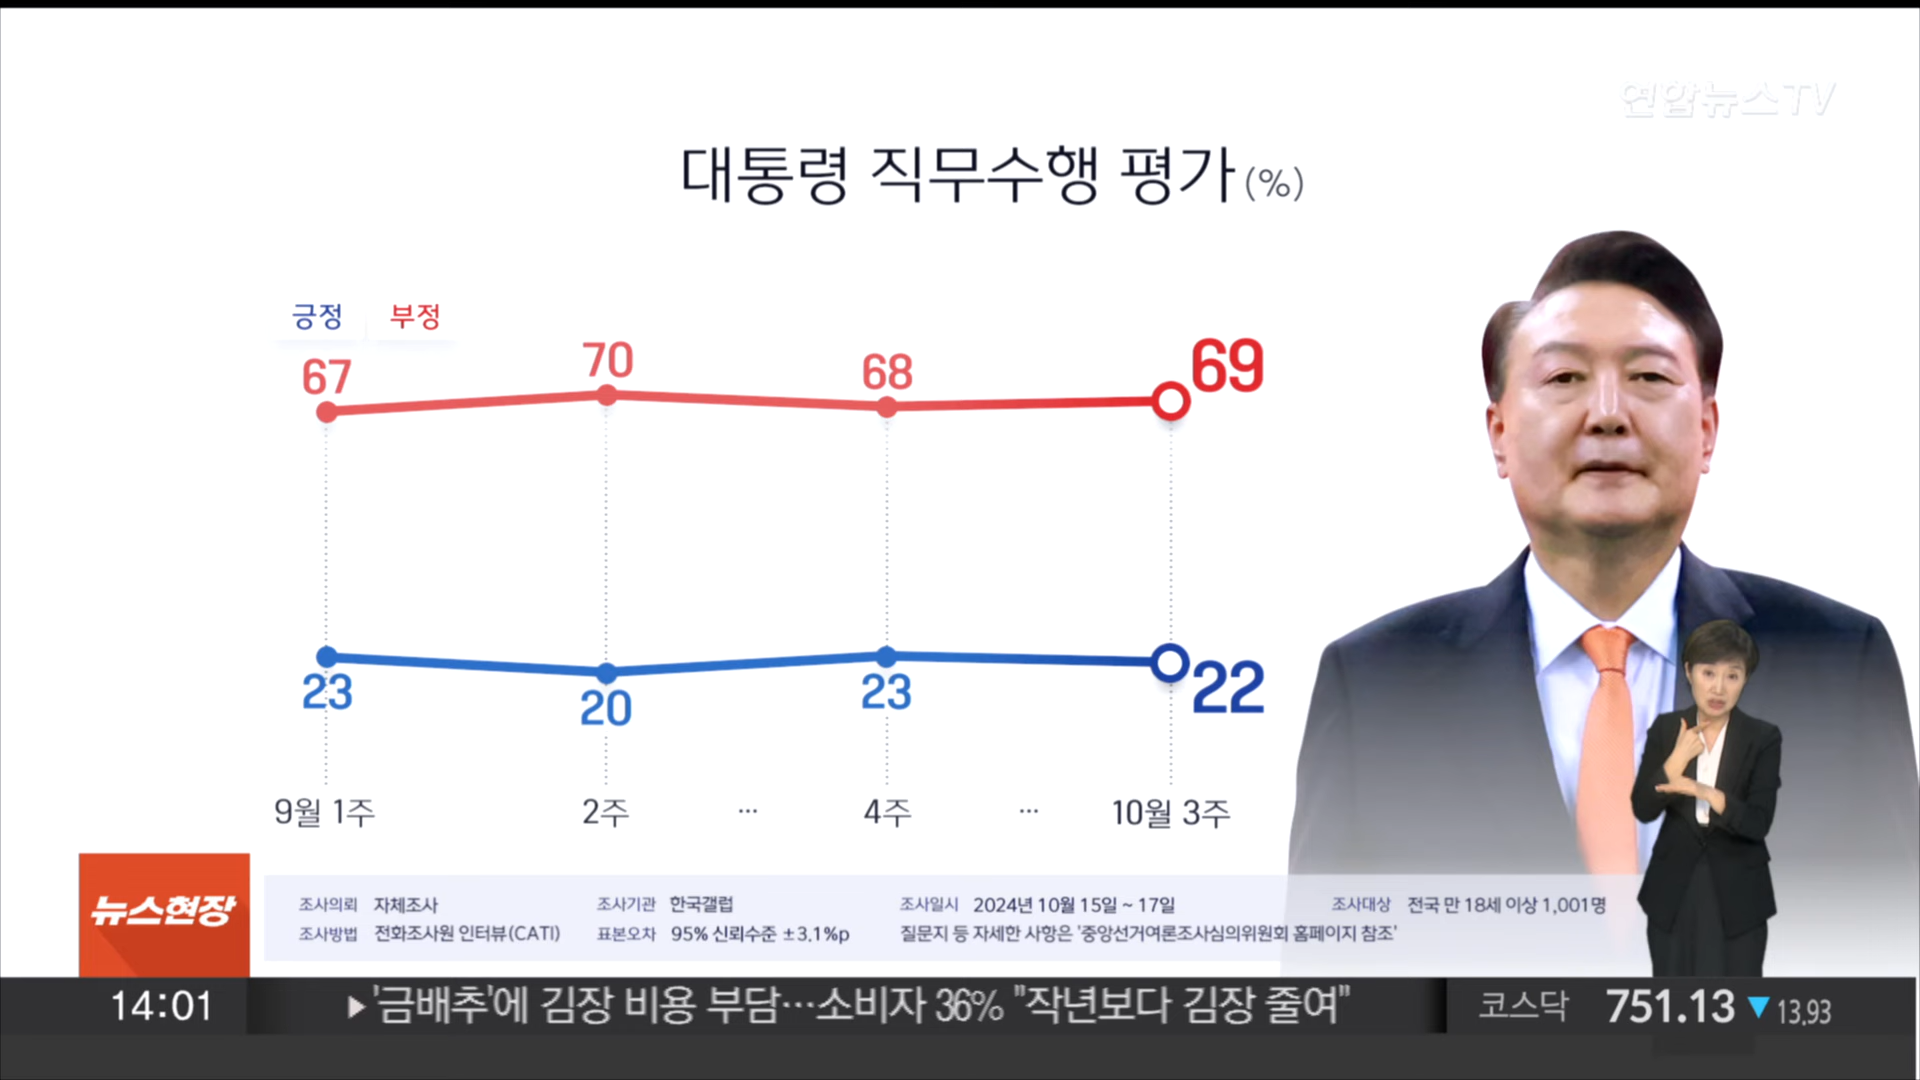 연합뉴스TV
대통령 직무수행 평가(%)
긍정 부정
67 70 68 69
23 20 23 22
9월 1주 2주 ··· 4주 ··· 10월 3주
뉴스현장
조사의뢰 자체조사 조사기관 한국갤럽 조사일시 2024년 10월 15일 ~ 17일 조사대상 전국 만 18세 이상 1,001명
조사방법 전화조사원 인터뷰(CATI) 표본오차 95% 신뢰수준 ±3.1%p 질문지 등 자세한 사항은 '중앙선거여론조사심의위원회 홈페이지 참조'
14:01 ▶'금배추'에 김장 비용 부담…소비자 36% "작년보다 김장 줄여" 코스닥 751.13 ▼13.93